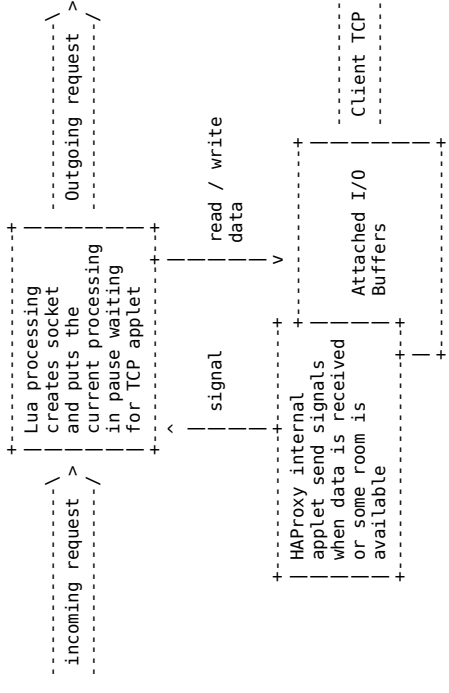 incoming request
Lua processing
creates socket
and puts the
current processing
in pause waiting
for TCP applet
Outgoing request
signal
read / write
data
HAProxy internal
applet send signals
when data is received
or some room is
available
Attached I/O
Buffers
Client TCP